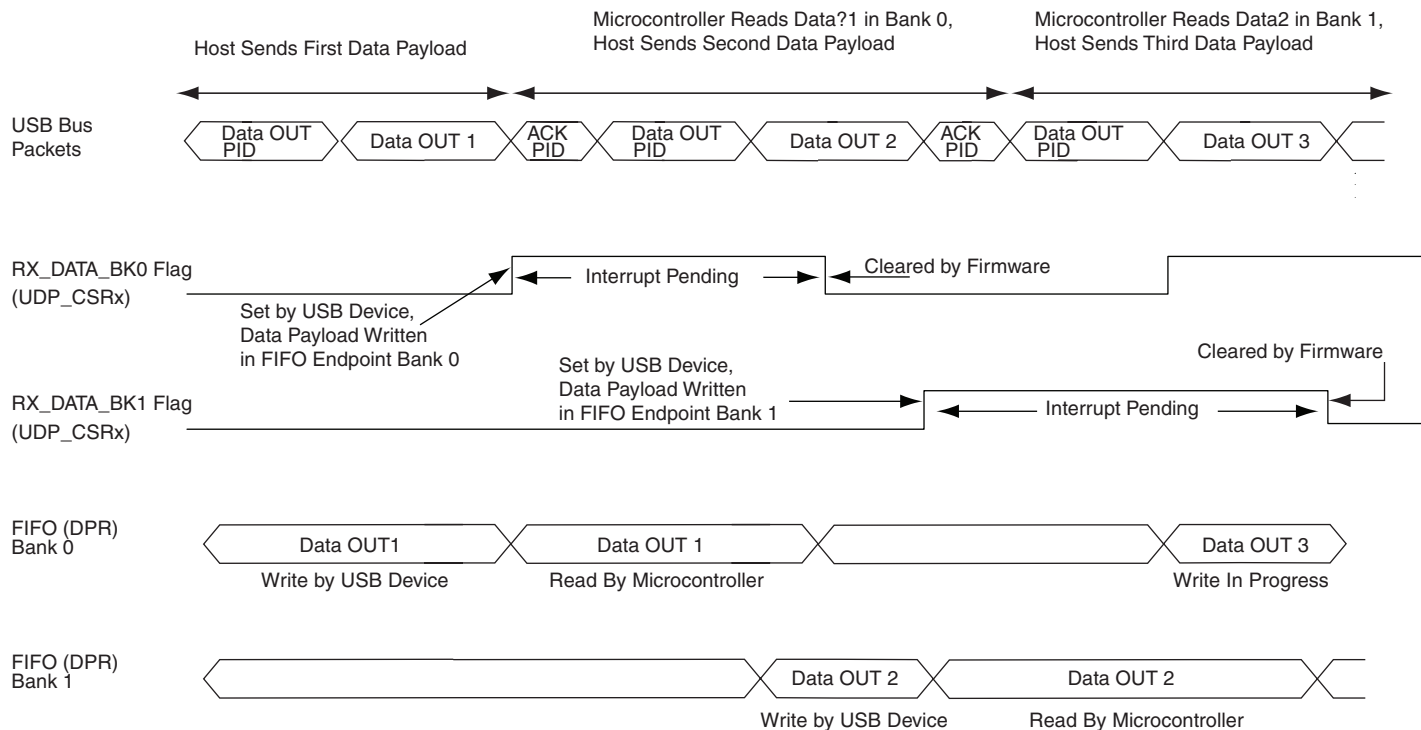 Host Sends First Data Payload
Microcontroller Reads Data?1 in Bank 0,
Host Sends Second Data Payload
Microcontroller Reads Data2 in Bank 1,
Host Sends Third Data Payload
USB Bus
Packets
Data OUT
PID
Data OUT 1
ACK
PID
Data OUT
PID
Data OUT 2
ACK
PID
Data OUT
PID
Data OUT 3
RX_DATA_BK0 Flag
(UDP_CSRx)
Interrupt Pending
Cleared by Firmware
Set by USB Device,
Data Payload Written
in FIFO Endpoint Bank 0
RX_DATA_BK1 Flag
(UDP_CSRx)
Set by USB Device,
Data Payload Written
in FIFO Endpoint Bank 1
Interrupt Pending
Cleared by Firmware
FIFO (DPR)
Bank 0
Data OUT1
Data OUT 1
Data OUT 3
Write by USB Device
Read By Microcontroller
Write In Progress
FIFO (DPR)
Bank 1
Data OUT 2
Data OUT 2
Write by USB Device
Read By Microcontroller